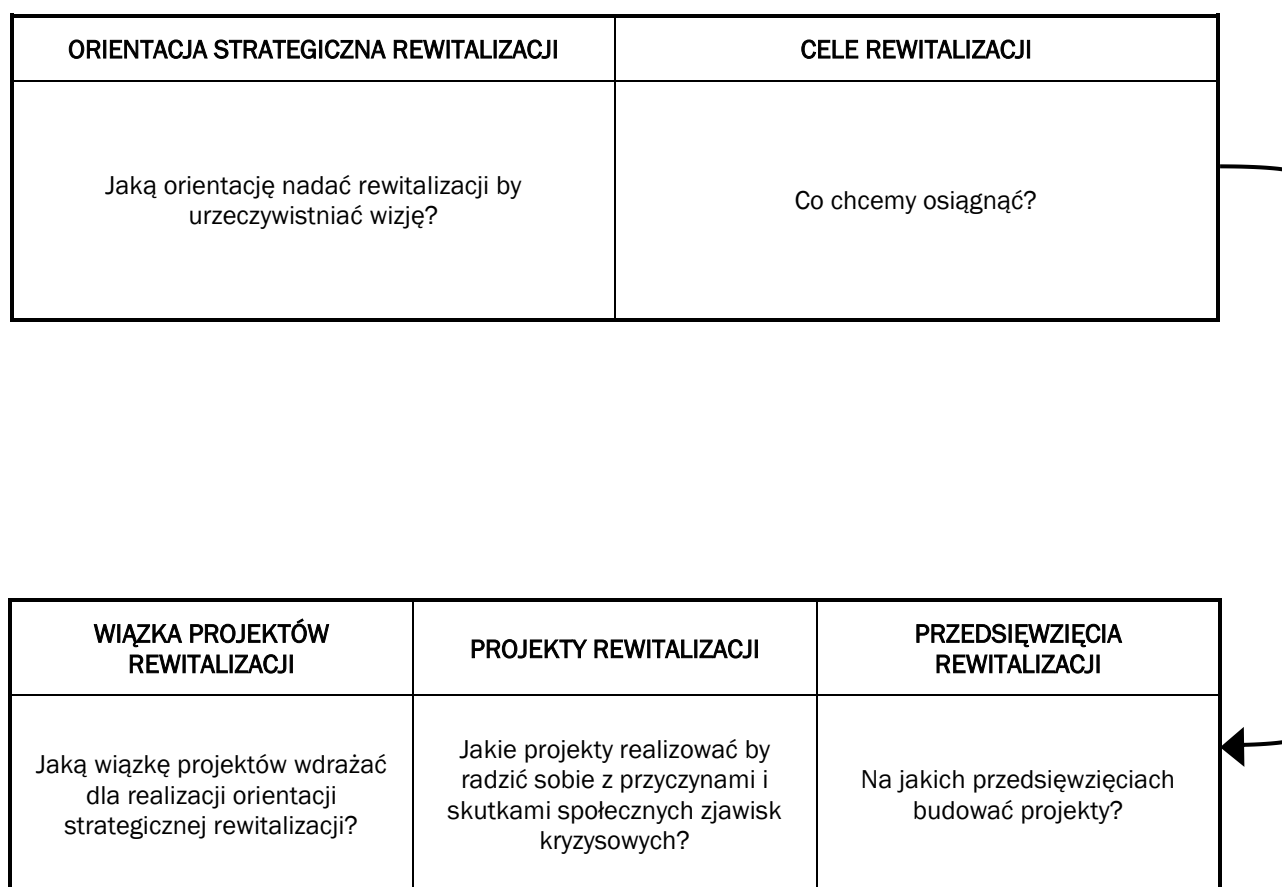 ORIENTACJA STRATEGICZNA REWITALIZACJI
CELE REWITALIZACJI
Jaką orientację nadać rewitalizacji by
urzeczywistniać wizję?
Co chcemy osiągnąć?
WIĄZKA PROJEKTÓW
REWITALIZACJI
PROJEKTY REWITALIZACJI
PRZEDSIĘWZIĘCIA
REWITALIZACJI
Jaką wiązkę projektów wdrażać
dla realizacji orientacji
strategicznej rewitalizacji?
Jakie projekty realizować by
radzić sobie z przyczynami i
skutkami społecznych zjawisk
kryzysowych?
Na jakich przedsięwzięciach
budować projekty?